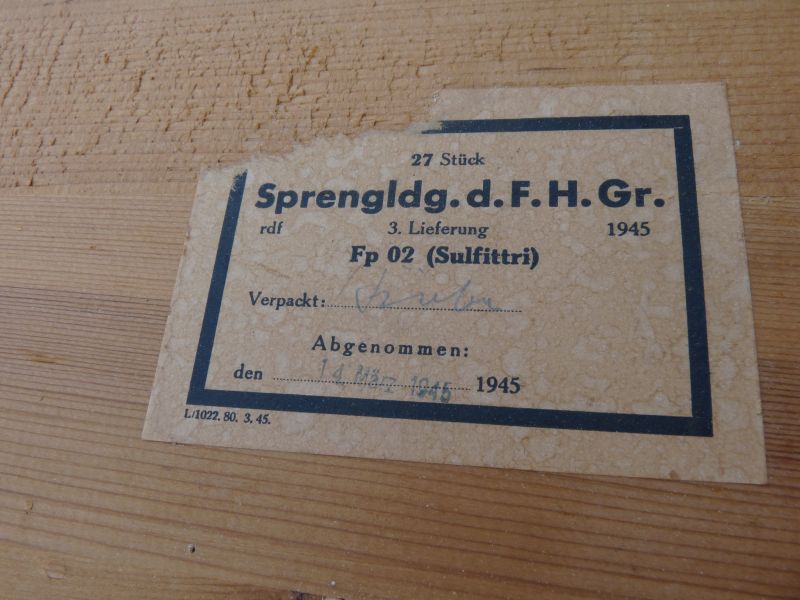 27 Stück
Sprengldg. d. F. H. Gr.
rdf 3. Lieferung 1945
Fp 02 (Sulfittri)
Verpackt:
Abgenommen:
den 14. März 1945 1945
L/1022. 80. 3. 45.